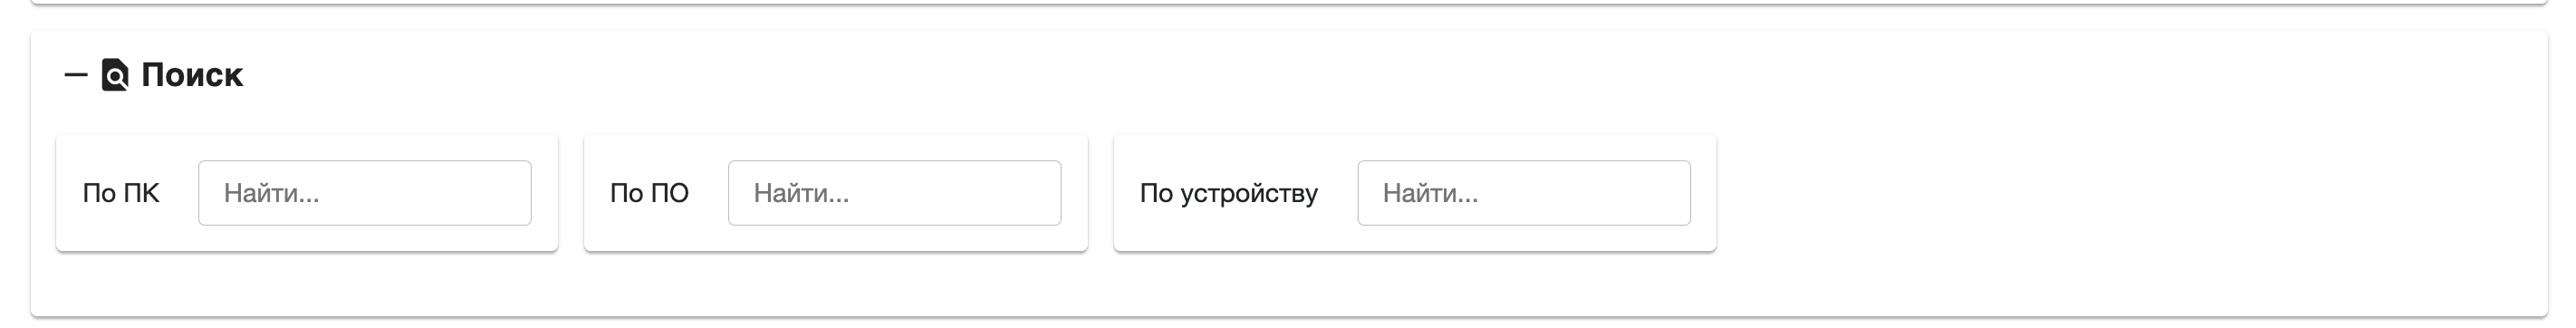 Поиск
По ПК Найти...
По ПО Найти...
По устройству Найти...